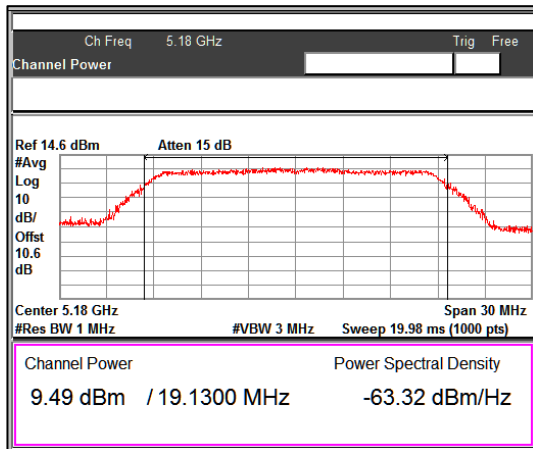 Ch Freq 5.18 GHz Trig Free
Channel Power
Ref 14.6 dBm Atten 15 dB
#Avg
Log
10
dB/
Offst
10.6
dB
Center 5.18 GHz Span 30 MHz
#Res BW 1 MHz #VBW 3 MHz Sweep 19.98 ms (1000 pts)
Channel Power Power Spectral Density
9.49 dBm / 19.1300 MHz -63.32 dBm/Hz